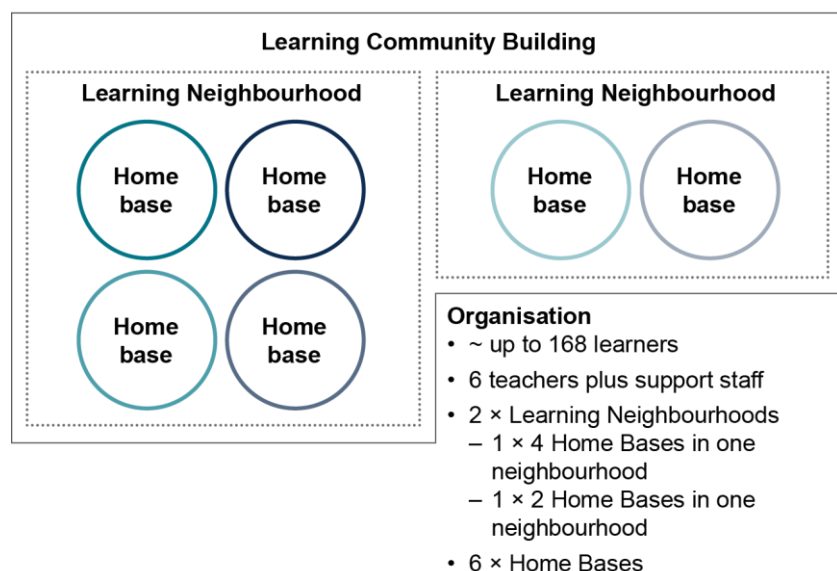 Learning Community Building
Learning Neighbourhood
Home
base
Home
base
Home
base
Home
base
Learning Neighbourhood
Home
base
Home
base
Organisation
• ~ up to 168 learners
• 6 teachers plus support staff
• 2 × Learning Neighbourhoods
– 1 × 4 Home Bases in one
neighbourhood
– 1 × 2 Home Bases in one
neighbourhood
• 6 × Home Bases